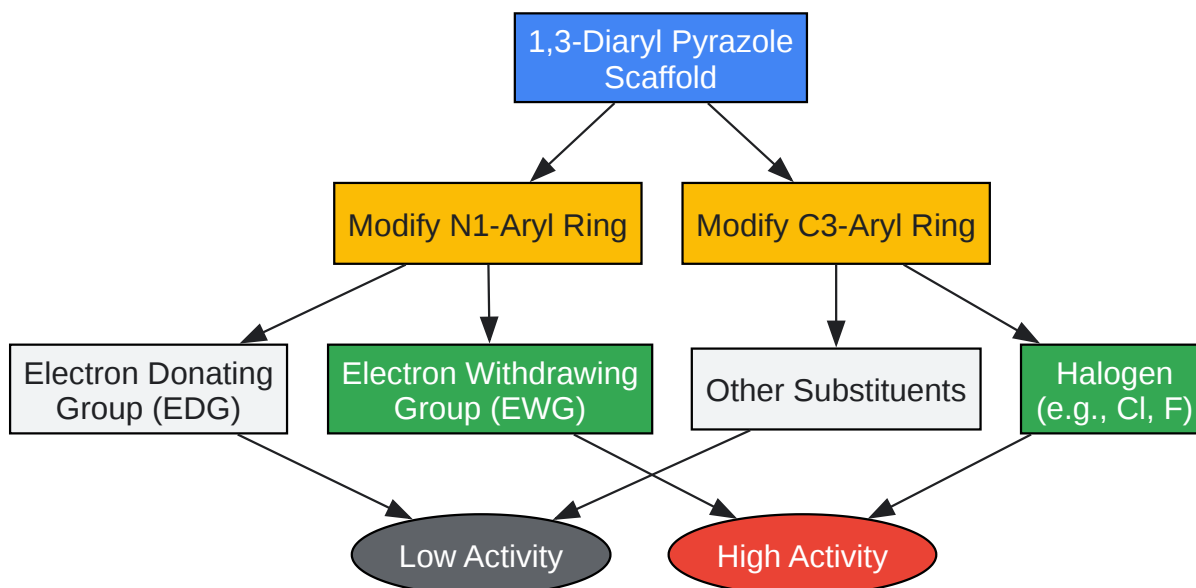 1,3-Diaryl Pyrazole
Scaffold
Modify N1-Aryl Ring
Modify C3-Aryl Ring
Electron Donating
Group (EDG)
Electron Withdrawing
Group (EWG)
Other Substituents
Halogen
(e.g., Cl, F)
Low Activity
High Activity